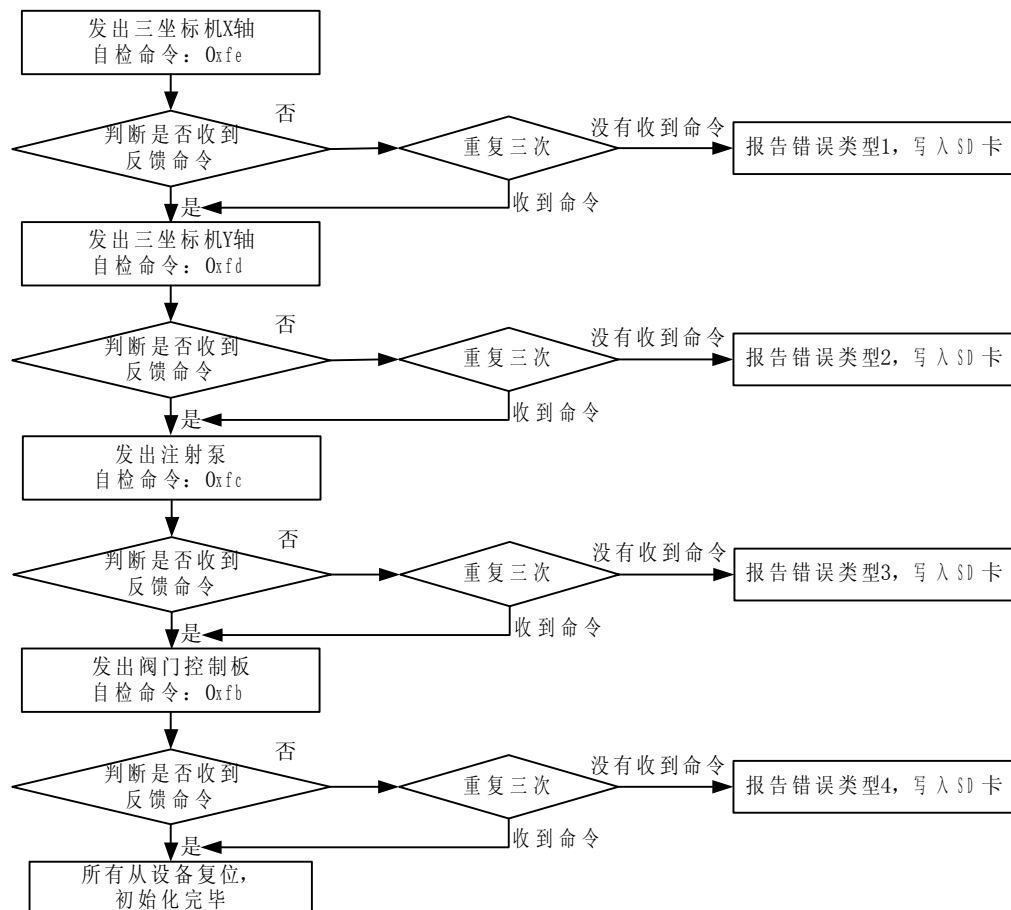 发出三坐标机X轴
自检命令：0xfe
否
判断是否收到
反馈命令
重复三次
没有收到命令
报告错误类型1，写入SD卡
是
收到命令
发出三坐标机Y轴
自检命令：0xfd
否
判断是否收到
反馈命令
重复三次
没有收到命令
报告错误类型2，写入SD卡
是
收到命令
发出注射泵
自检命令：0xfc
否
判断是否收到
反馈命令
重复三次
没有收到命令
报告错误类型3，写入SD卡
是
收到命令
发出阀门控制板
自检命令：0xfb
否
判断是否收到
反馈命令
重复三次
没有收到命令
报告错误类型4，写入SD卡
是
收到命令
所有从设备复位，
初始化完毕